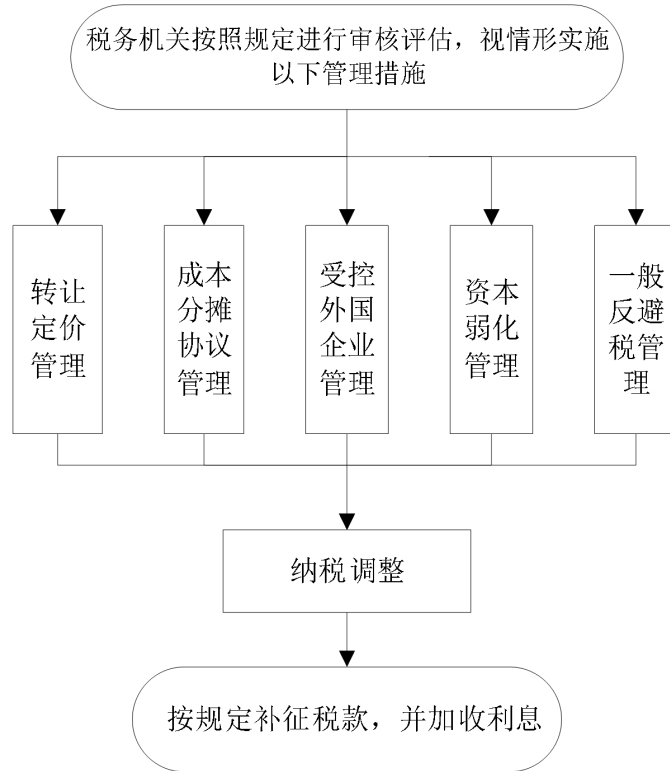 税务机关按照规定进行审核评估，视情形实施
以下管理措施
转让
定价
管理
成本
分摊
协议
管理
受控
外国
企业
管理
资本
弱化
管理
一般
反避
税管
理
纳税调整
按规定补征税款，并加收利息